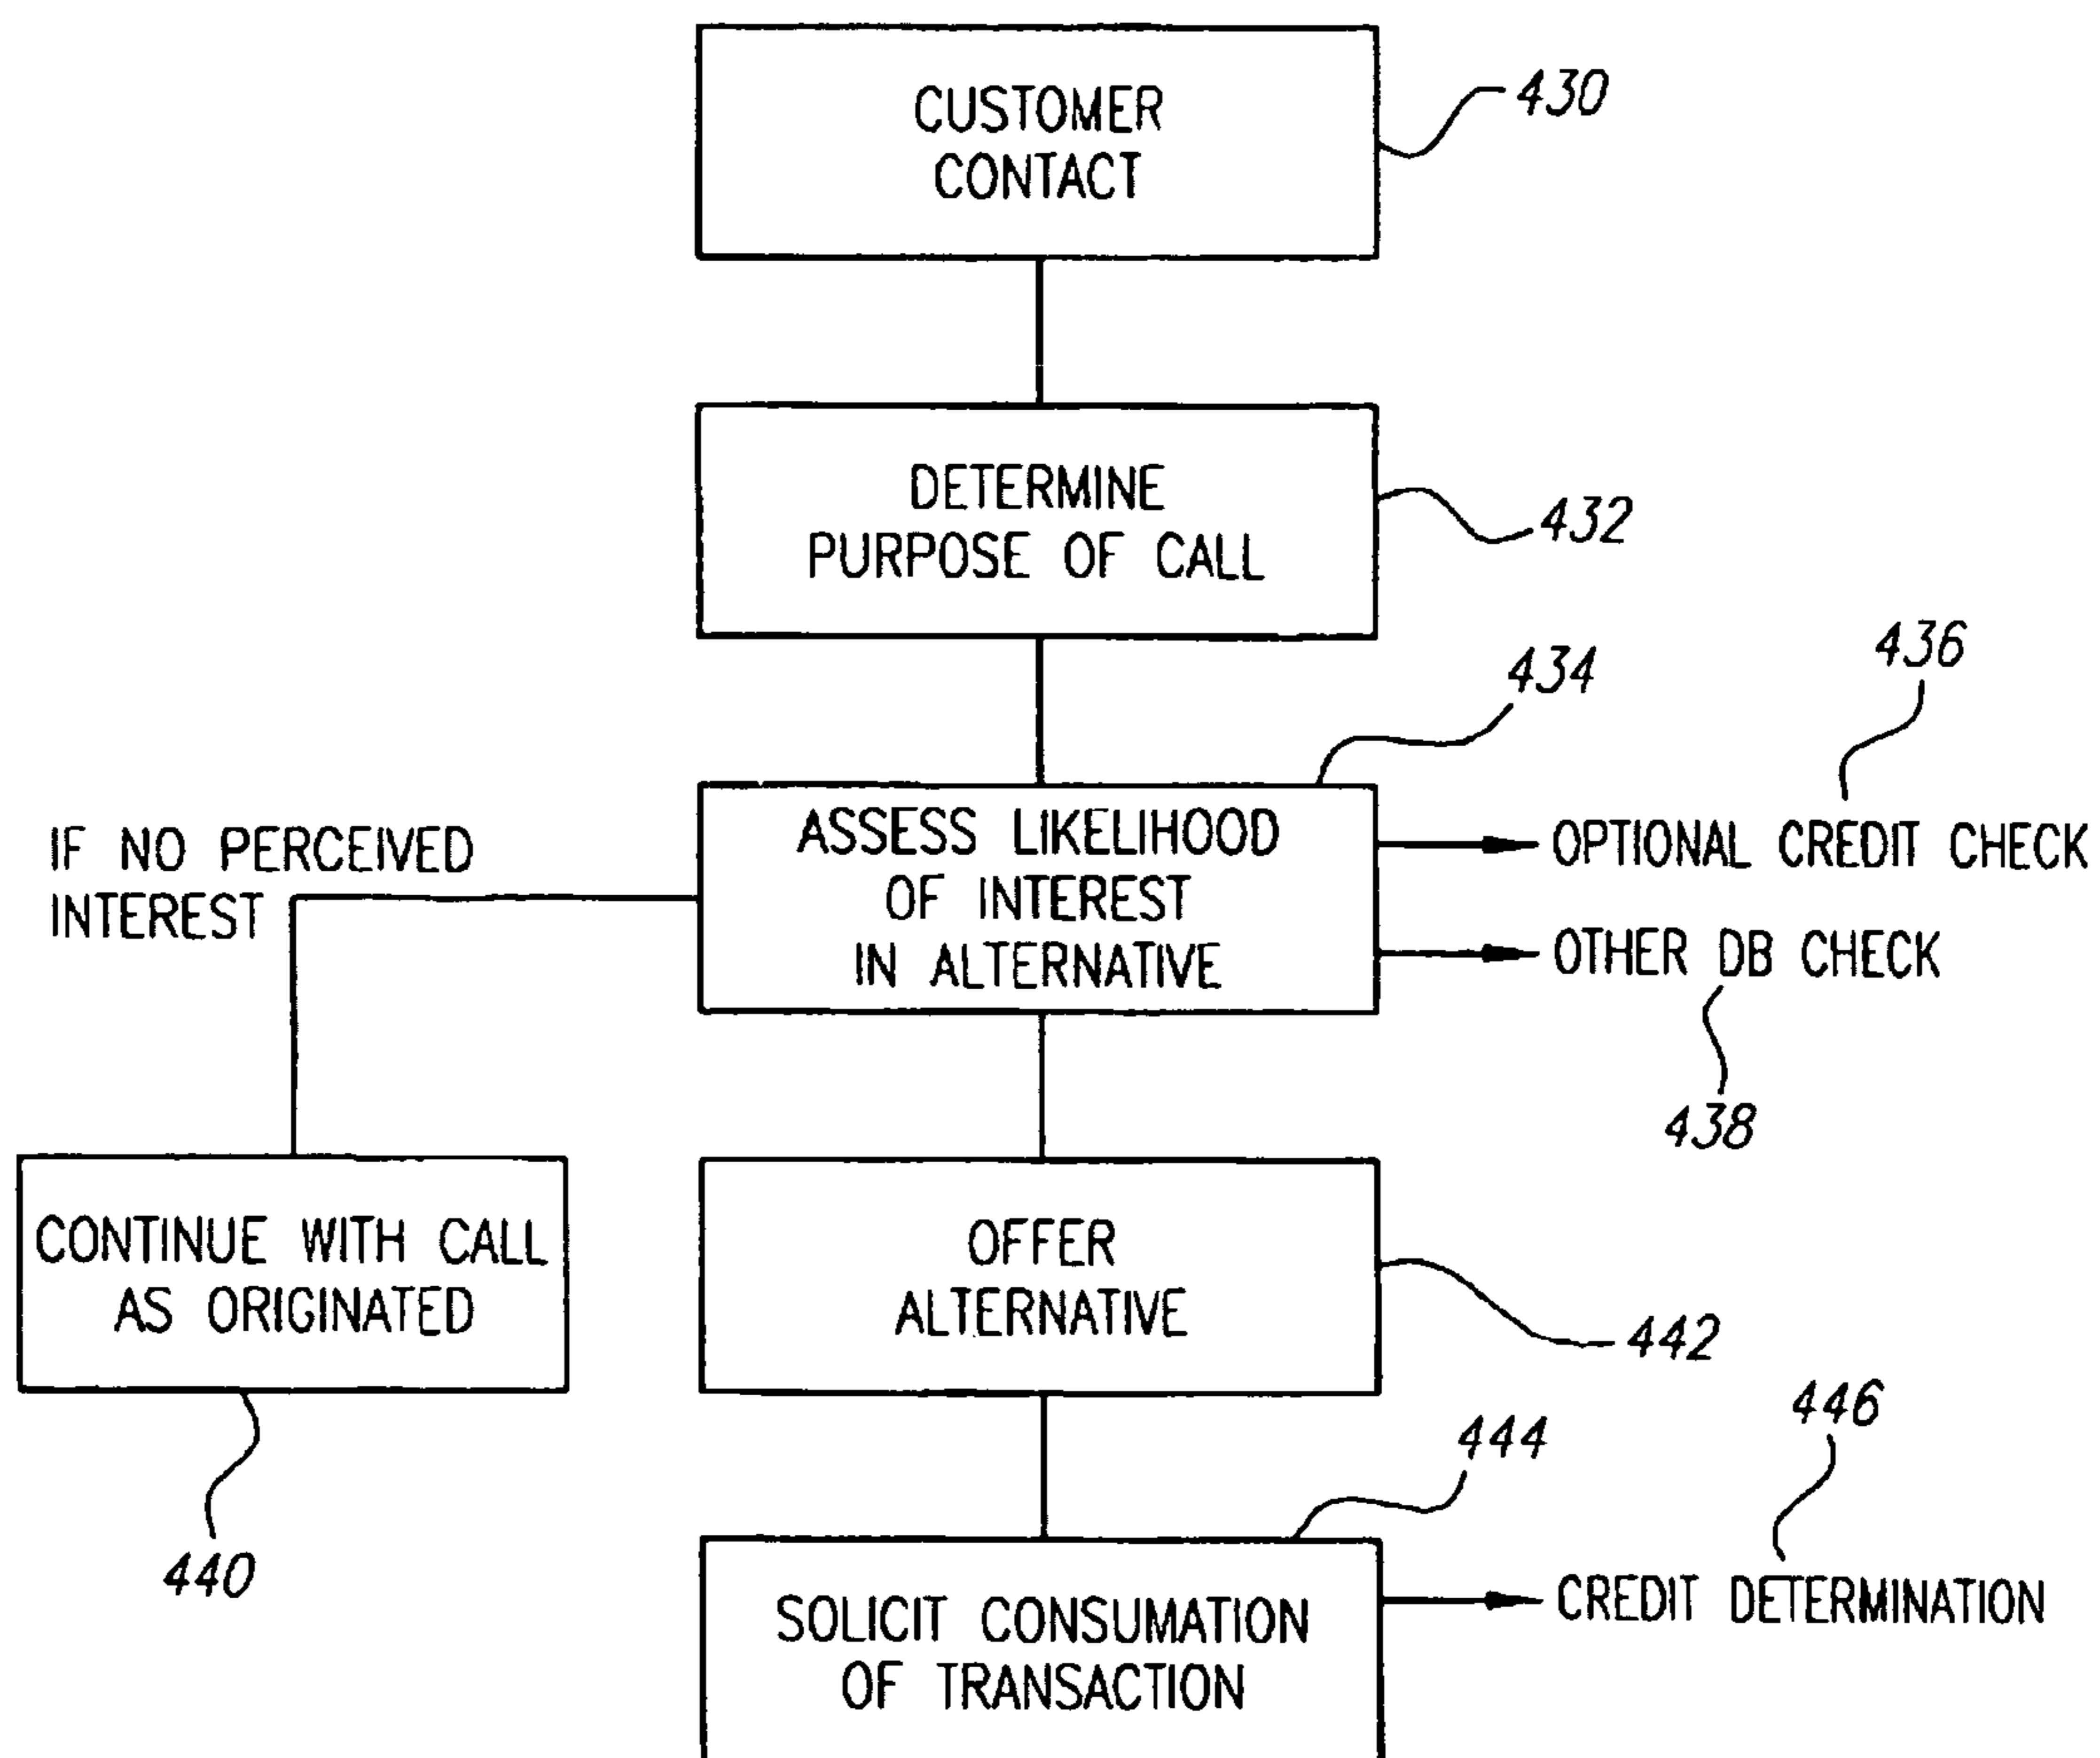 CUSTOMER
CONTACT
430
DETERMINE
PURPOSE OF CALL
432
434
436
ASSESS LIKELIHOOD
OF INTEREST
IN ALTERNATIVE
OPTIONAL CREDIT CHECK
OTHER DB CHECK
438
IF NO PERCEIVED
INTEREST
CONTINUE WITH CALL
AS ORIGINATED
440
OFFER
ALTERNATIVE
442
444
446
SOLICIT CONSUMATION
OF TRANSACTION
CREDIT DETERMINATION